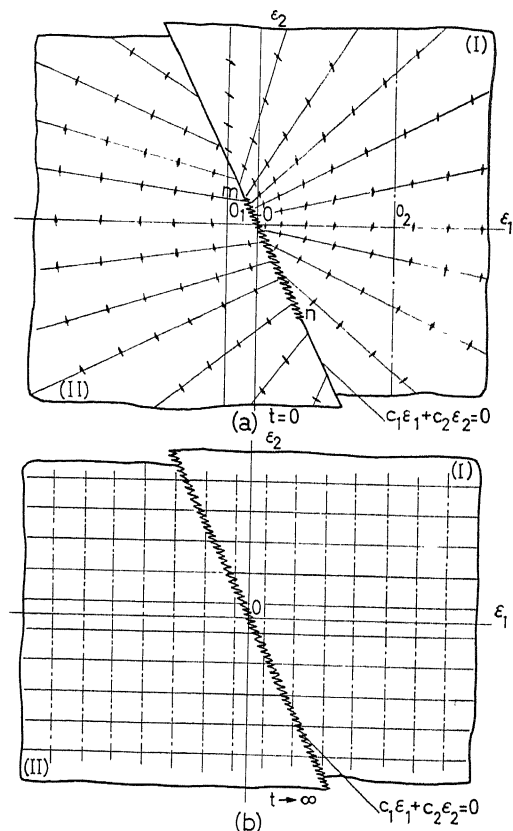 ε₂
(I)
m
O₁
O
O₂
ε₁
n
(II)
(a) t=0
c₁ε₁+c₂ε₂=0
ε₂
(I)
O
ε₁
(II)
t→∞
c₁ε₁+c₂ε₂=0
(b)